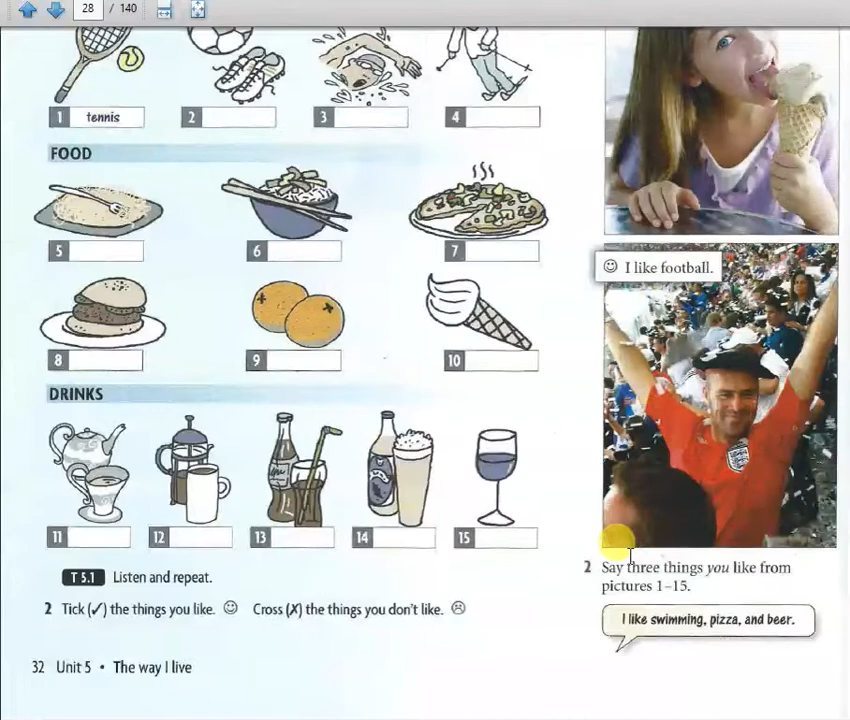 28 / 140
1 tennis
2
3
4
FOOD
5
6
7
8
9
10
DRINKS
11
12
13
14
15
T 5.1 Listen and repeat.
2 Tick (✓) the things you like. ☺ Cross (✗) the things you don't like. ☹
32 Unit 5 • The way I live
☺ I like football.
2 Say three things you like from
pictures 1–15.
I like swimming, pizza, and beer.